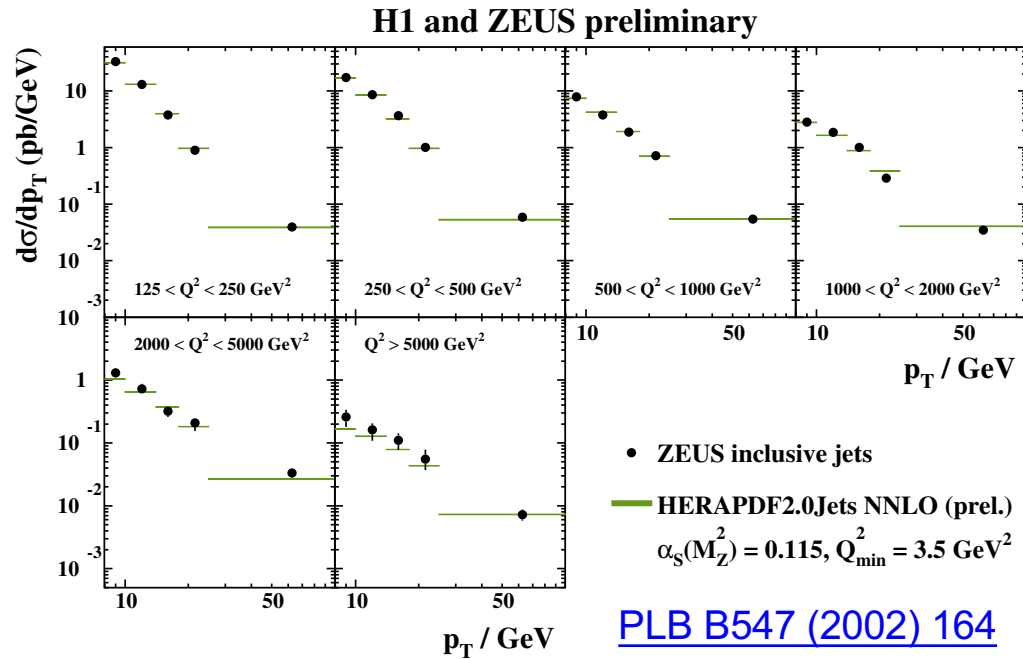 H1 and ZEUS preliminary
dσ/dp_T (pb/GeV)
10
1
10^-1
10^-2
10^-3
125 < Q^2 < 250 GeV^2
250 < Q^2 < 500 GeV^2
500 < Q^2 < 1000 GeV^2
1000 < Q^2 < 2000 GeV^2
10 50
10 50
p_T / GeV
1
10^-1
10^-2
10^-3
2000 < Q^2 < 5000 GeV^2
Q^2 > 5000 GeV^2
10 50
10 50
p_T / GeV
ZEUS inclusive jets
HERAPDF2.0Jets NNLO (prel.)
α_S(M_Z^2) = 0.115, Q_min^2 = 3.5 GeV^2
PLB B547 (2002) 164